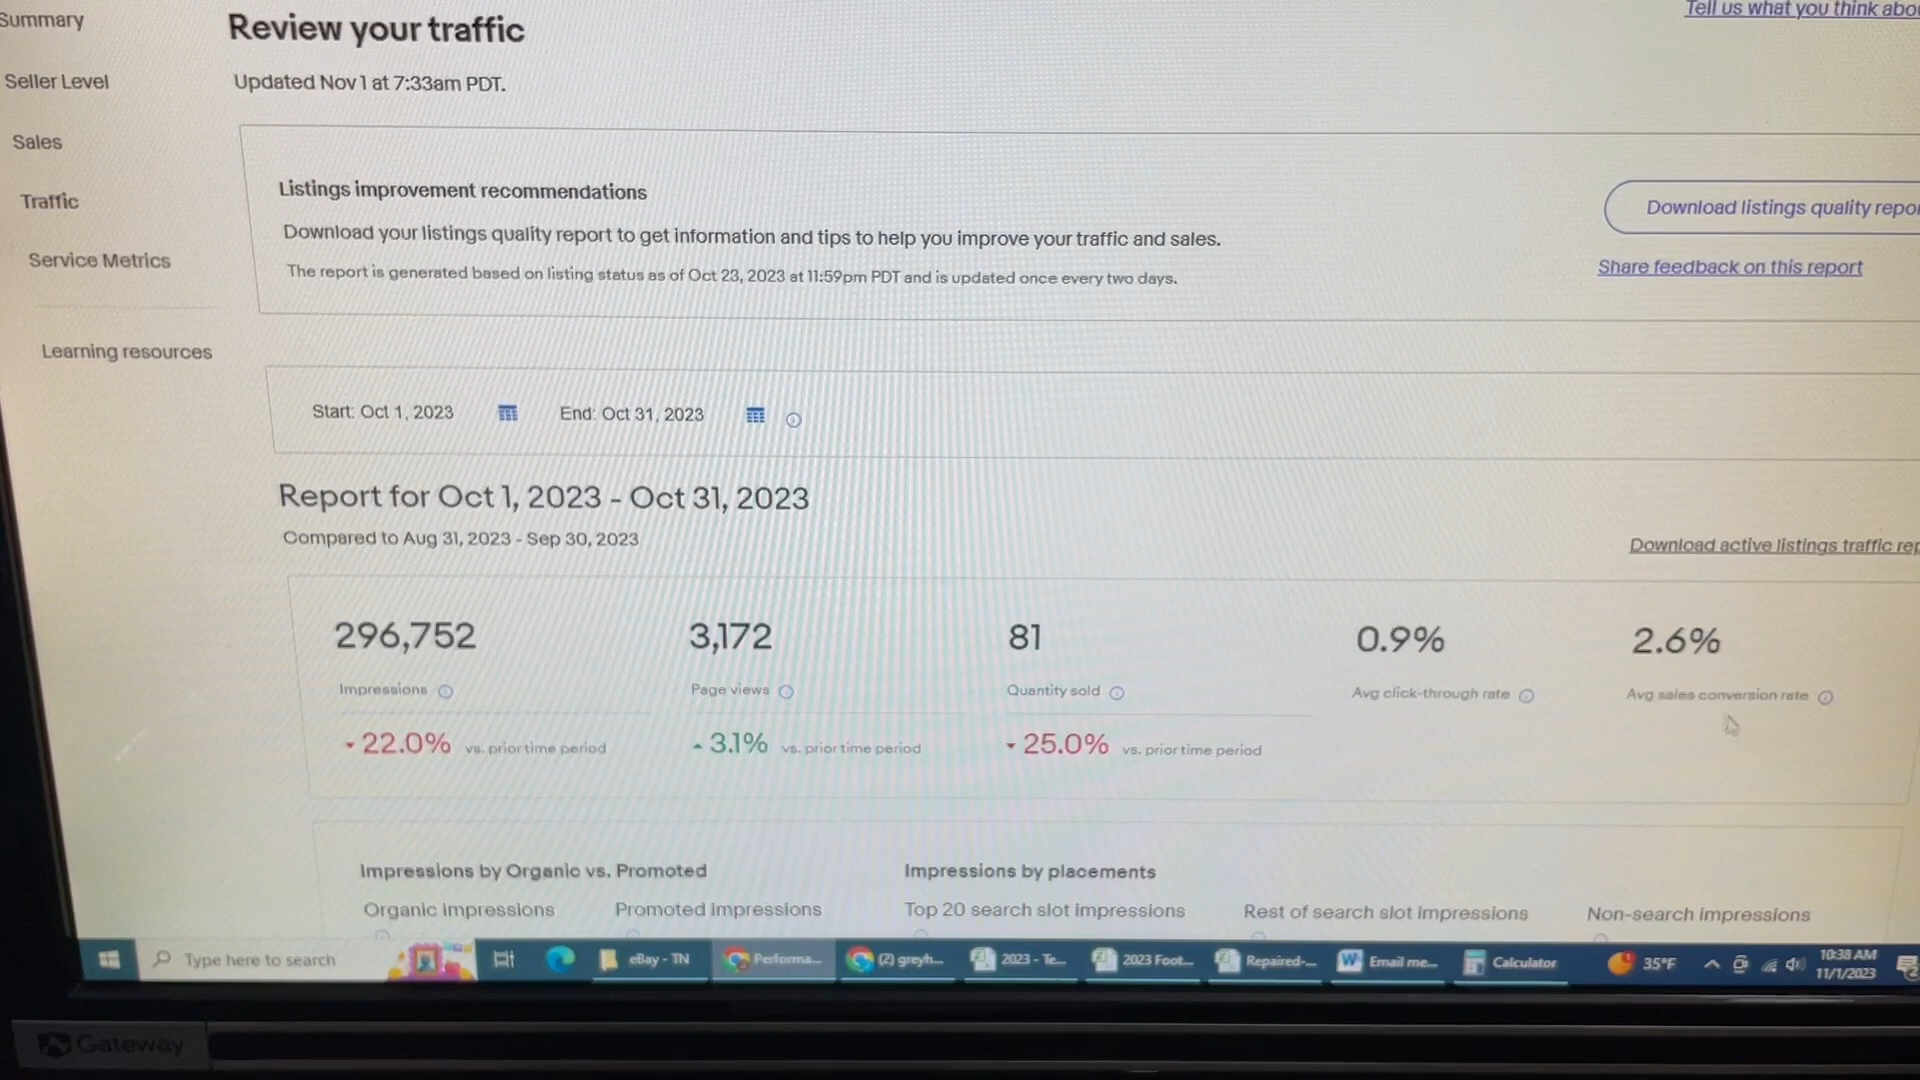 Summary
Seller Level
Sales
Traffic
Service Metrics
Learning resources
Review your traffic
Tell us what you think
Updated Nov 1 at 7:33am PDT.
Listings improvement recommendations
Download your listings quality report to get information and tips to help you improve your traffic and sales.
The report is generated based on listing status as of Oct 23, 2023 at 11:59pm PDT and is updated once every two days.
Download listings quality
Share feedback on this report
Start: Oct 1, 2023 End: Oct 31, 2023
Report for Oct 1, 2023 - Oct 31, 2023
Compared to Aug 31, 2023 - Sep 30, 2023
Download active listings traffic
296,752 3,172 81 0.9% 2.6%
Impressions Page views Quantity sold Avg click-through rate Avg sales conversion rate
22.0% vs. prior time period 3.1% vs. prior time period 25.0% vs. prior time period
Impressions by Organic vs. Promoted Impressions by placements
Organic impressions Promoted impressions Top 20 search slot impressions Rest of search slot impressions Non-search impressions
Type here to search eBay - TN Performa... (2) greyh... 2023 - Te... 2023 Foot... Repaired-... Email me... Calculator 35°F 10:38 AM
11/1/2023
Gateway